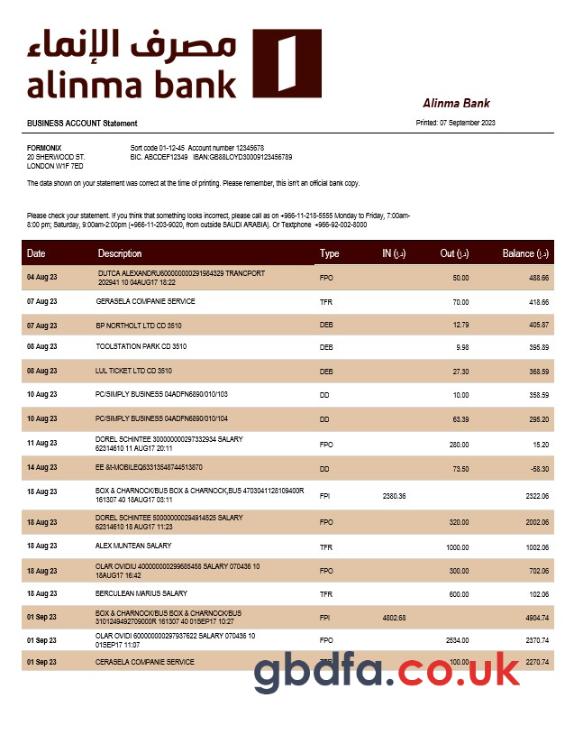 مصرف الإنماء
alinma bank
Alinma Bank
BUSINESS ACCOUNT Statement
Printed: 07 September 2023
FORMONIX
20 SHERWOOD ST.
LONDON W1F 7ED
Sort code 01-12-45 Account number 12345678
BIC. ABCDEF12349 IBAN:GB88LOYD30009123456789
The data shown on your statement was correct at the time of printing. Please remember, this isn't an official bank copy.
Please check your statement. If you think that something looks incorrect, please call as on +966-11-218-5555 Monday to Friday, 7:00am-
8:00 pm; Saturday, 9:00am-2:00pm (+966-11-203-9020, from outside SAUDI ARABIA). Or Textphone +966-92-002-8000
Date Description Type IN (د.إ) Out (د.إ) Balance (د.إ)
04 Aug 23 DUTCA ALEXANDRU600000000291984329 TRANCPORT FPO 50.00 488.66
202941 10 04AUG17 18:22
07 Aug 23 GERASELA COMPANIE SERVICE TFR 70.00 418.66
07 Aug 23 BP NORTHOLT LTD CD 3510 DEB 12.79 405.87
08 Aug 23 TOOLSTATION PARK CD 3510 DEB 9.98 395.89
08 Aug 23 LUL TICKET LTD CD 3510 DEB 27.30 368.59
10 Aug 23 PC/SIMPLY BUSINESS 04ADFN6890/010/103 DD 10.00 358.59
10 Aug 23 PC/SIMPLY BUSINESS 04ADFN6890/010/104 DD 63.39 295.20
11 Aug 23 DOREL SCHINTEE 300000000297332934 SALARY FPO 280.00 15.20
62314610 11 AUG17 20:11
14 Aug 23 EE &t-MOBILEQ63313548744513870 DD 73.50 -58.30
18 Aug 23 BOX & CHARNOCK/BUS BOX & CHARNOCK,BUS 4703041128109400R FPI 2380.36 2322.06
161307 40 18AUG17 03:11
18 Aug 23 DOREL SCHINTEE 500000000294914525 SALARY FPO 320.00 2002.06
62314610 18 AUG17 11:23
18 Aug 23 ALEX MUNTEAN SALARY TFR 1000.00 1002.06
18 Aug 23 OLAR OVIDIU 400000000299685458 SALARY 070436 10 FPO 300.00 702.06
18AUG17 16:42
18 Aug 23 BERCULEAN MARIUS SALARY TFR 600.00 102.06
01 Sep 23 BOX & CHARNOCK/BUS BOX & CHARNOCK/BUS FPI 4802.68 4904.74
3101249492709000R 161307 40 01SEP17 10:27
01 Sep 23 OLAR OVIDI 600000000297937622 SALARY 070436 10 FPO 2534.00 2370.74
01SEP17 11:07
01 Sep 23 CERASELA COMPANIE SERVICE 100.00 2270.74
gbdfa.co.uk